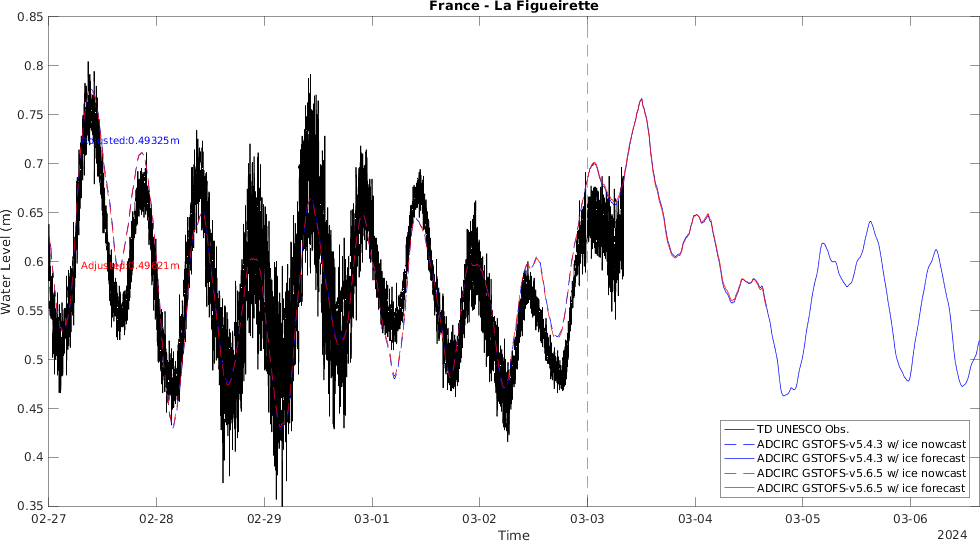 France - La Figueirette
0.85
0.8
0.75
0.7
0.65
0.6
0.55
0.5
0.45
0.4
0.35
Water Level (m)
Adjusted:0.49325m
02-27
02-28
02-29
03-01
03-02
03-03
03-04
03-05
03-06
Time
2024
TD UNESCO Obs.
ADCIRC GSTOFS-v5.4.3 w/ ice nowcast
ADCIRC GSTOFS-v5.4.3 w/ ice forecast
ADCIRC GSTOFS-v5.6.5 w/ ice nowcast
ADCIRC GSTOFS-v5.6.5 w/ ice forecast